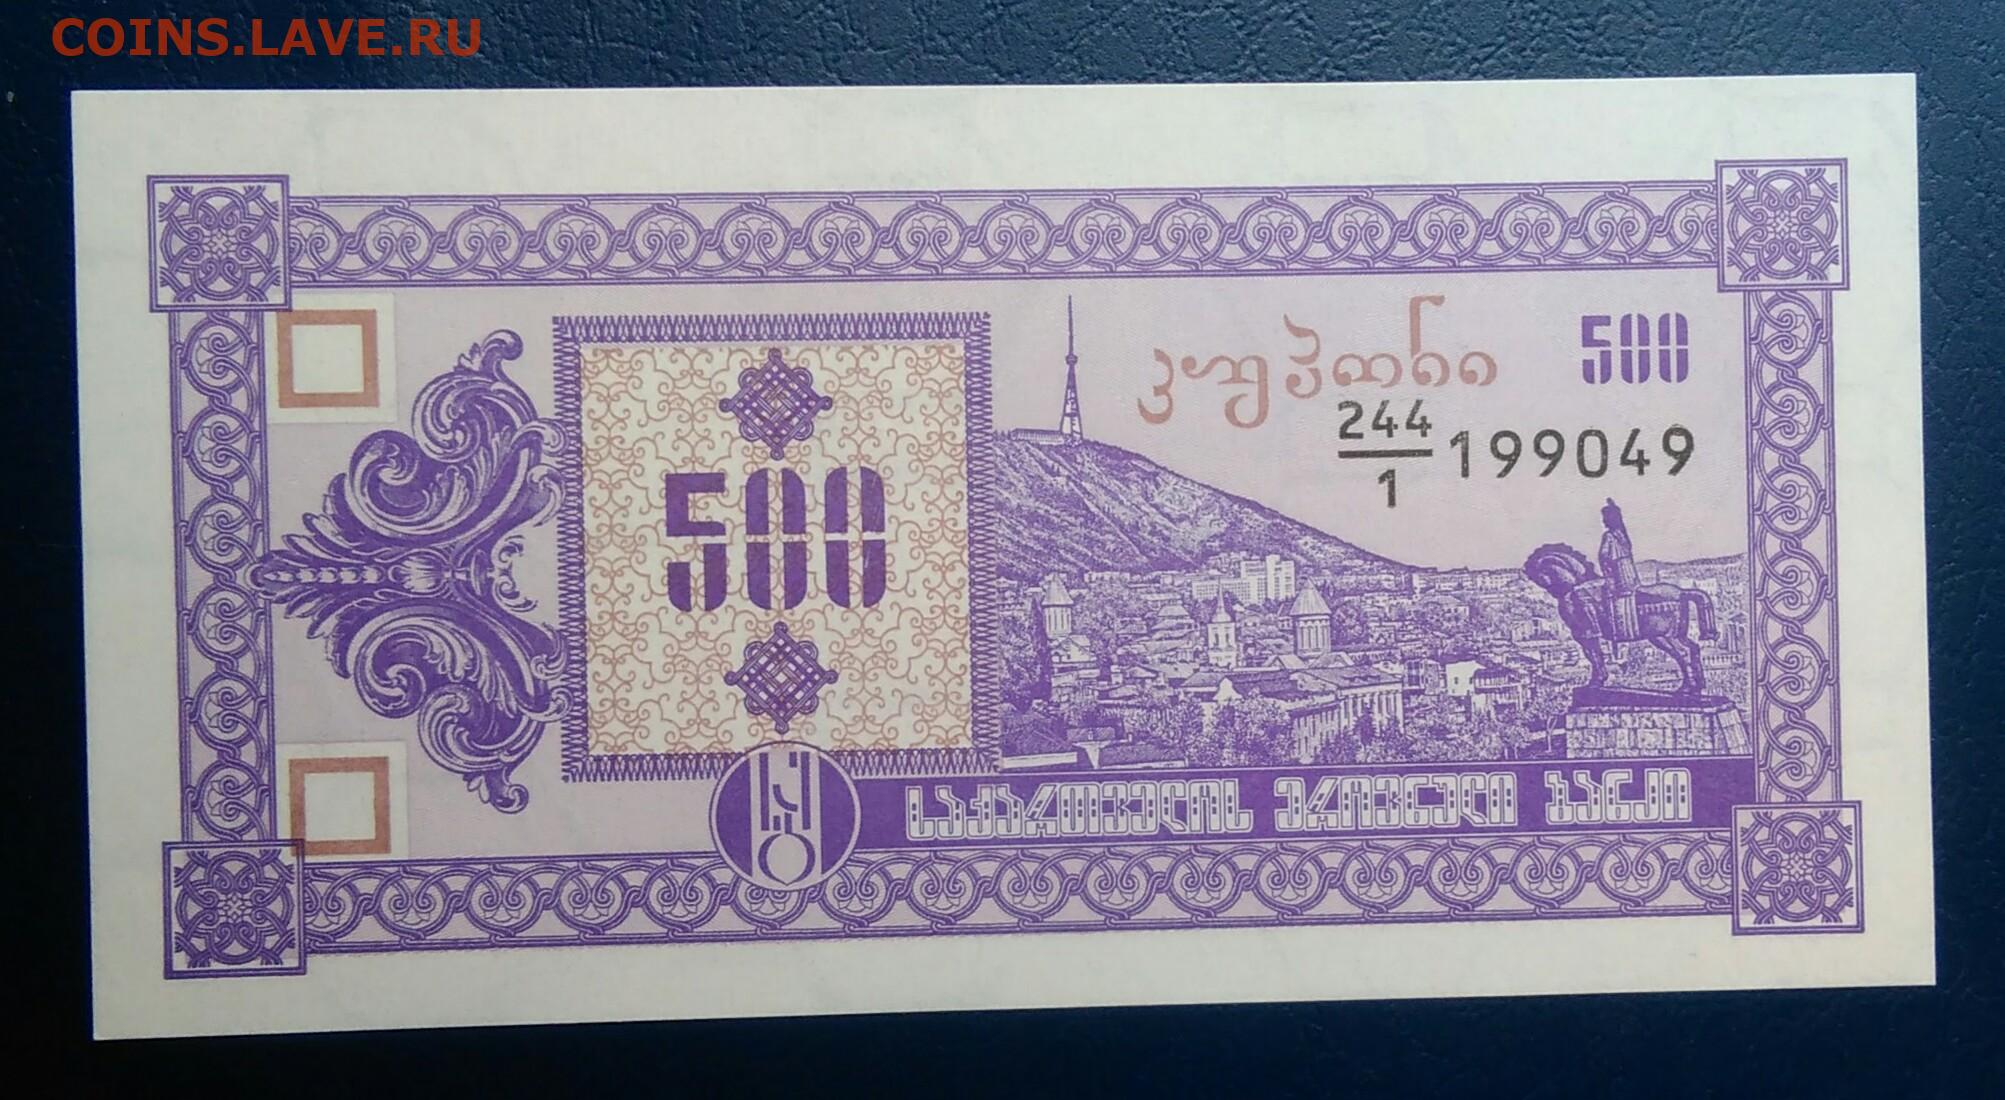 COINS.LAVE.RU
კუპონი 500
244/1 199049
500
საქართველოს ეროვნული ბანკი